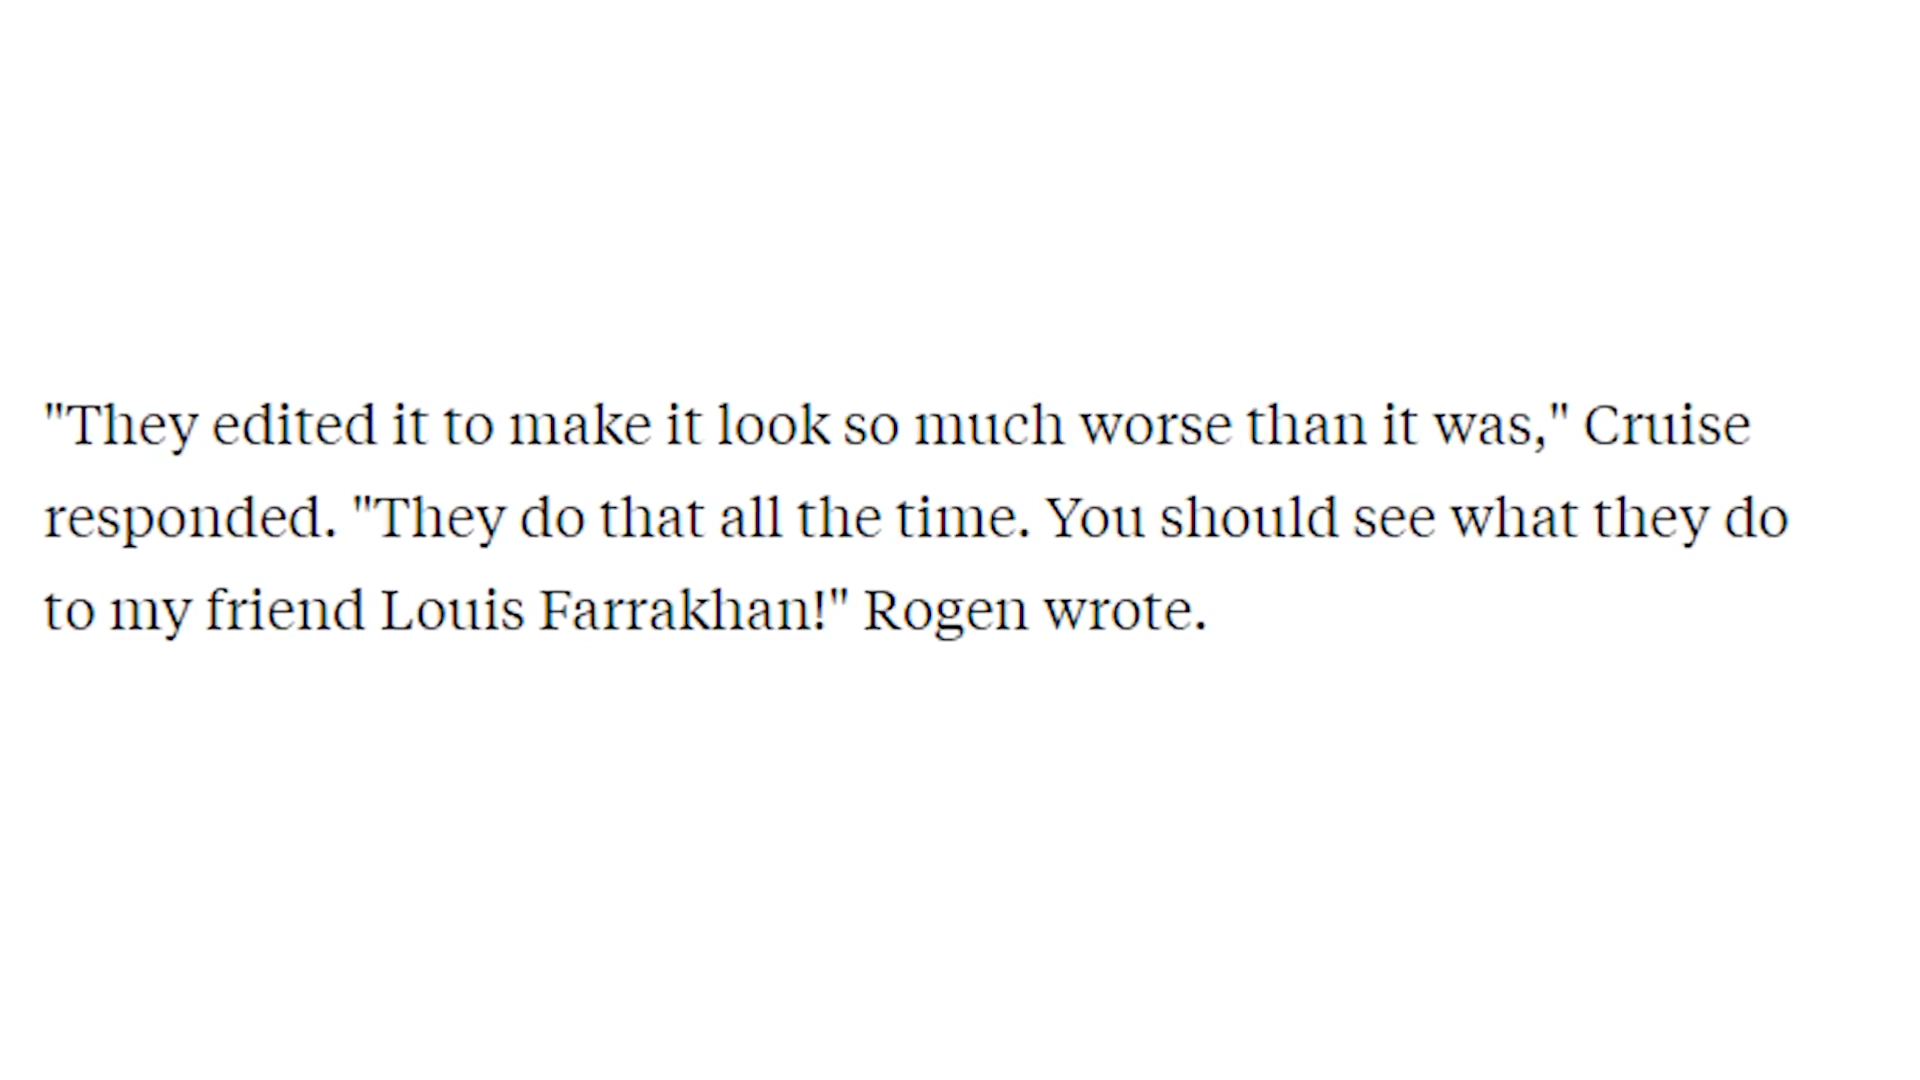 "They edited it to make it look so much worse than it was," Cruise
responded. "They do that all the time. You should see what they do
to my friend Louis Farrakhan!" Rogen wrote.